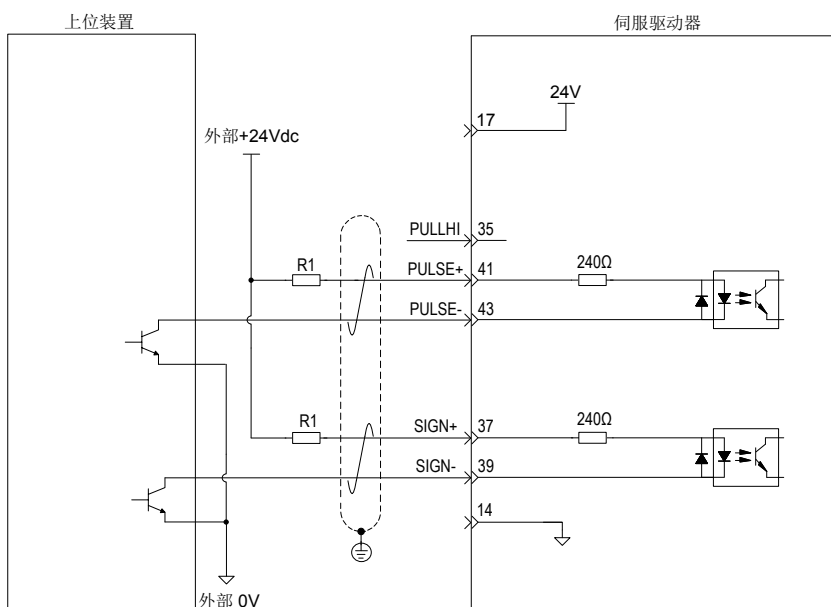 上位装置
伺服驱动器
24V
17
外部+24Vdc
PULLHI
35
R1
PULSE+
41
240Ω
PULSE-
43
R1
SIGN+
37
240Ω
SIGN-
39
14
外部 0V